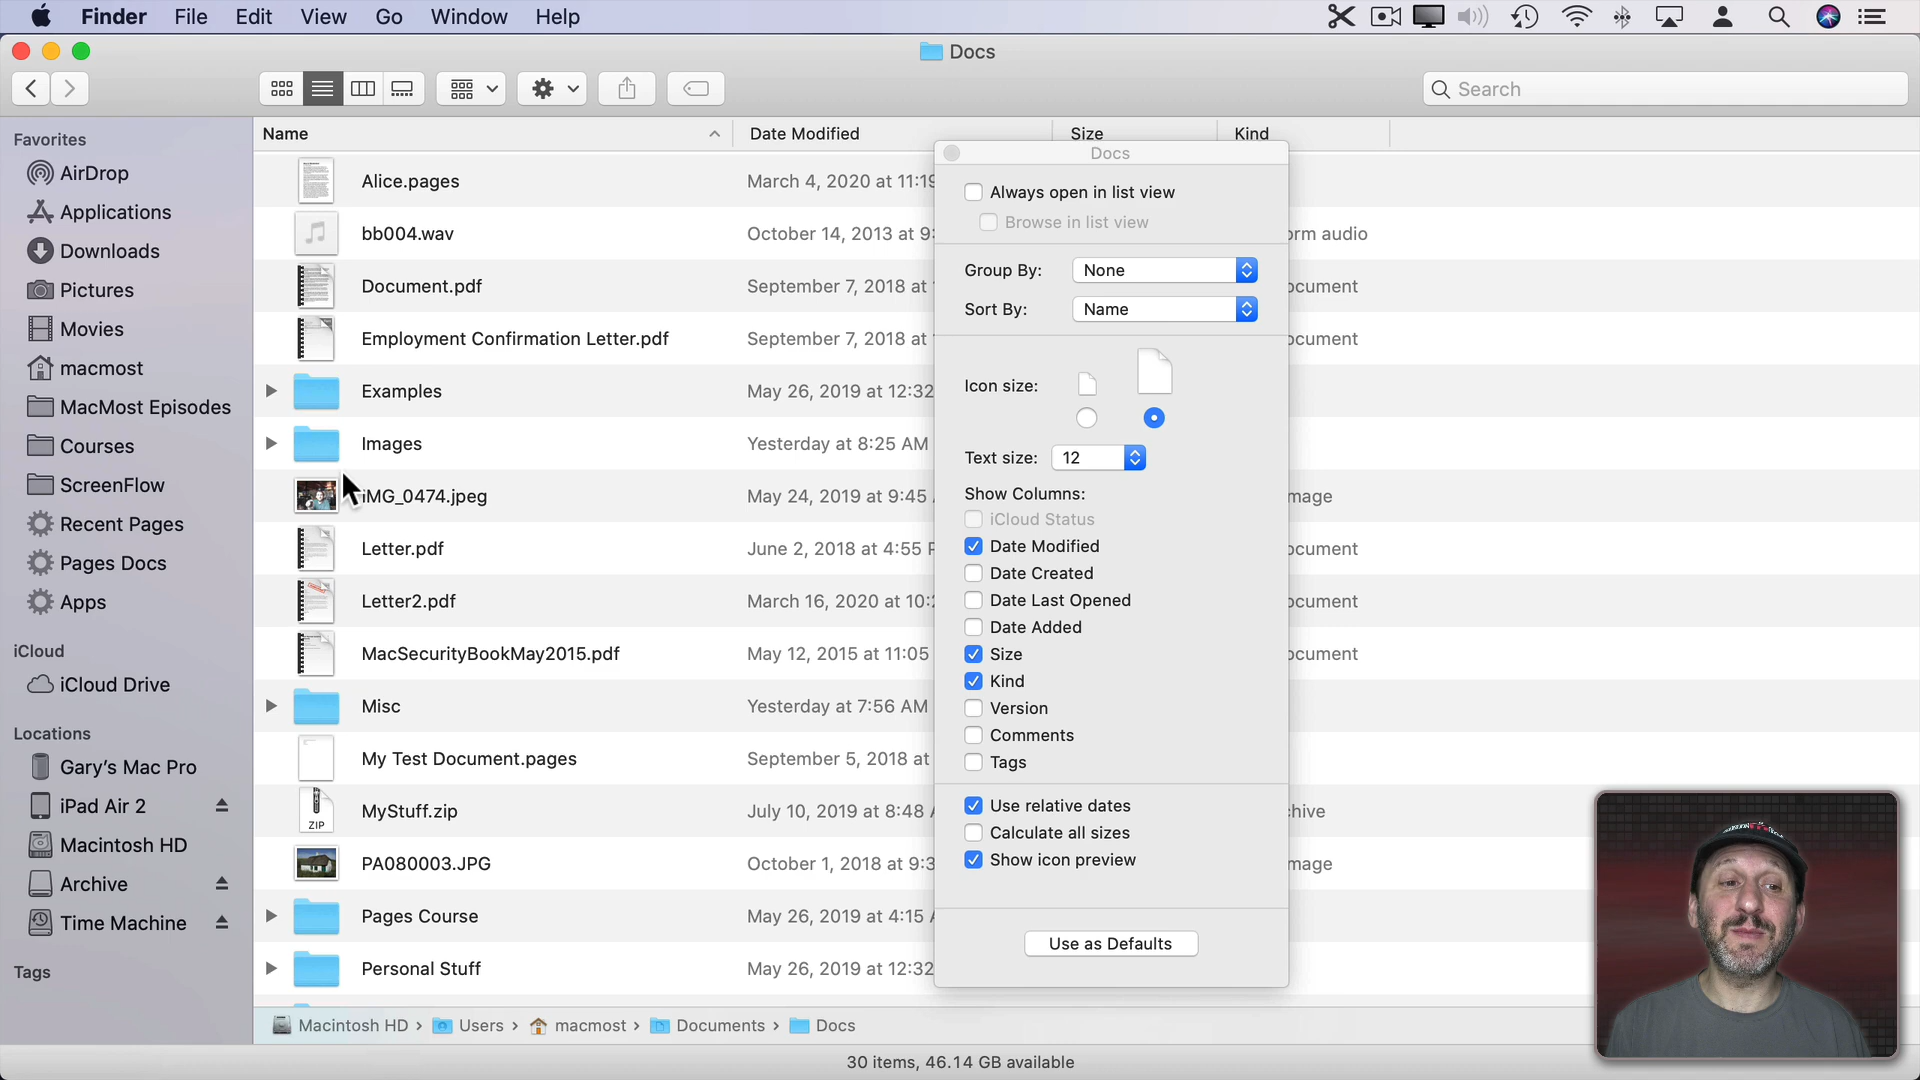 Finder File Edit View Go Window Help
Docs
Search
Favorites
AirDrop
Applications
Downloads
Pictures
Movies
macmost
MacMost Episodes
Courses
ScreenFlow
Recent Pages
Pages Docs
Apps
iCloud
iCloud Drive
Locations
Gary’s Mac Pro
iPad Air 2
Macintosh HD
Archive
Time Machine
Tags
Name Date Modified Size Kind
Alice.pages March 4, 2020 at 11:19
bb004.wav October 14, 2013 at 9: orm audio
Document.pdf September 7, 2018 at ocument
Employment Confirmation Letter.pdf September 7, 2018 at ocument
Examples May 26, 2019 at 12:32
Images Yesterday at 8:25 AM
iMG_0474.jpeg May 24, 2019 at 9:45 mage
Letter.pdf June 2, 2018 at 4:55 ocument
Letter2.pdf March 16, 2020 at 10: ocument
MacSecurityBookMay2015.pdf May 12, 2015 at 11:05 ocument
Misc Yesterday at 7:56 AM
My Test Document.pages September 5, 2018 at
ZIP
MyStuff.zip July 10, 2019 at 8:48 hive
PA080003.JPG October 1, 2018 at 9:3 mage
Pages Course May 26, 2019 at 4:15
Personal Stuff May 26, 2019 at 12:32
Docs
Always open in list view
Browse in list view
Group By: None
Sort By: Name
Icon size:
Text size: 12
Show Columns:
iCloud Status
Date Modified
Date Created
Date Last Opened
Date Added
Size
Kind
Version
Comments
Tags
Use relative dates
Calculate all sizes
Show icon preview
Use as Defaults
Macintosh HD › Users › macmost › Documents › Docs
30 items, 46.14 GB available